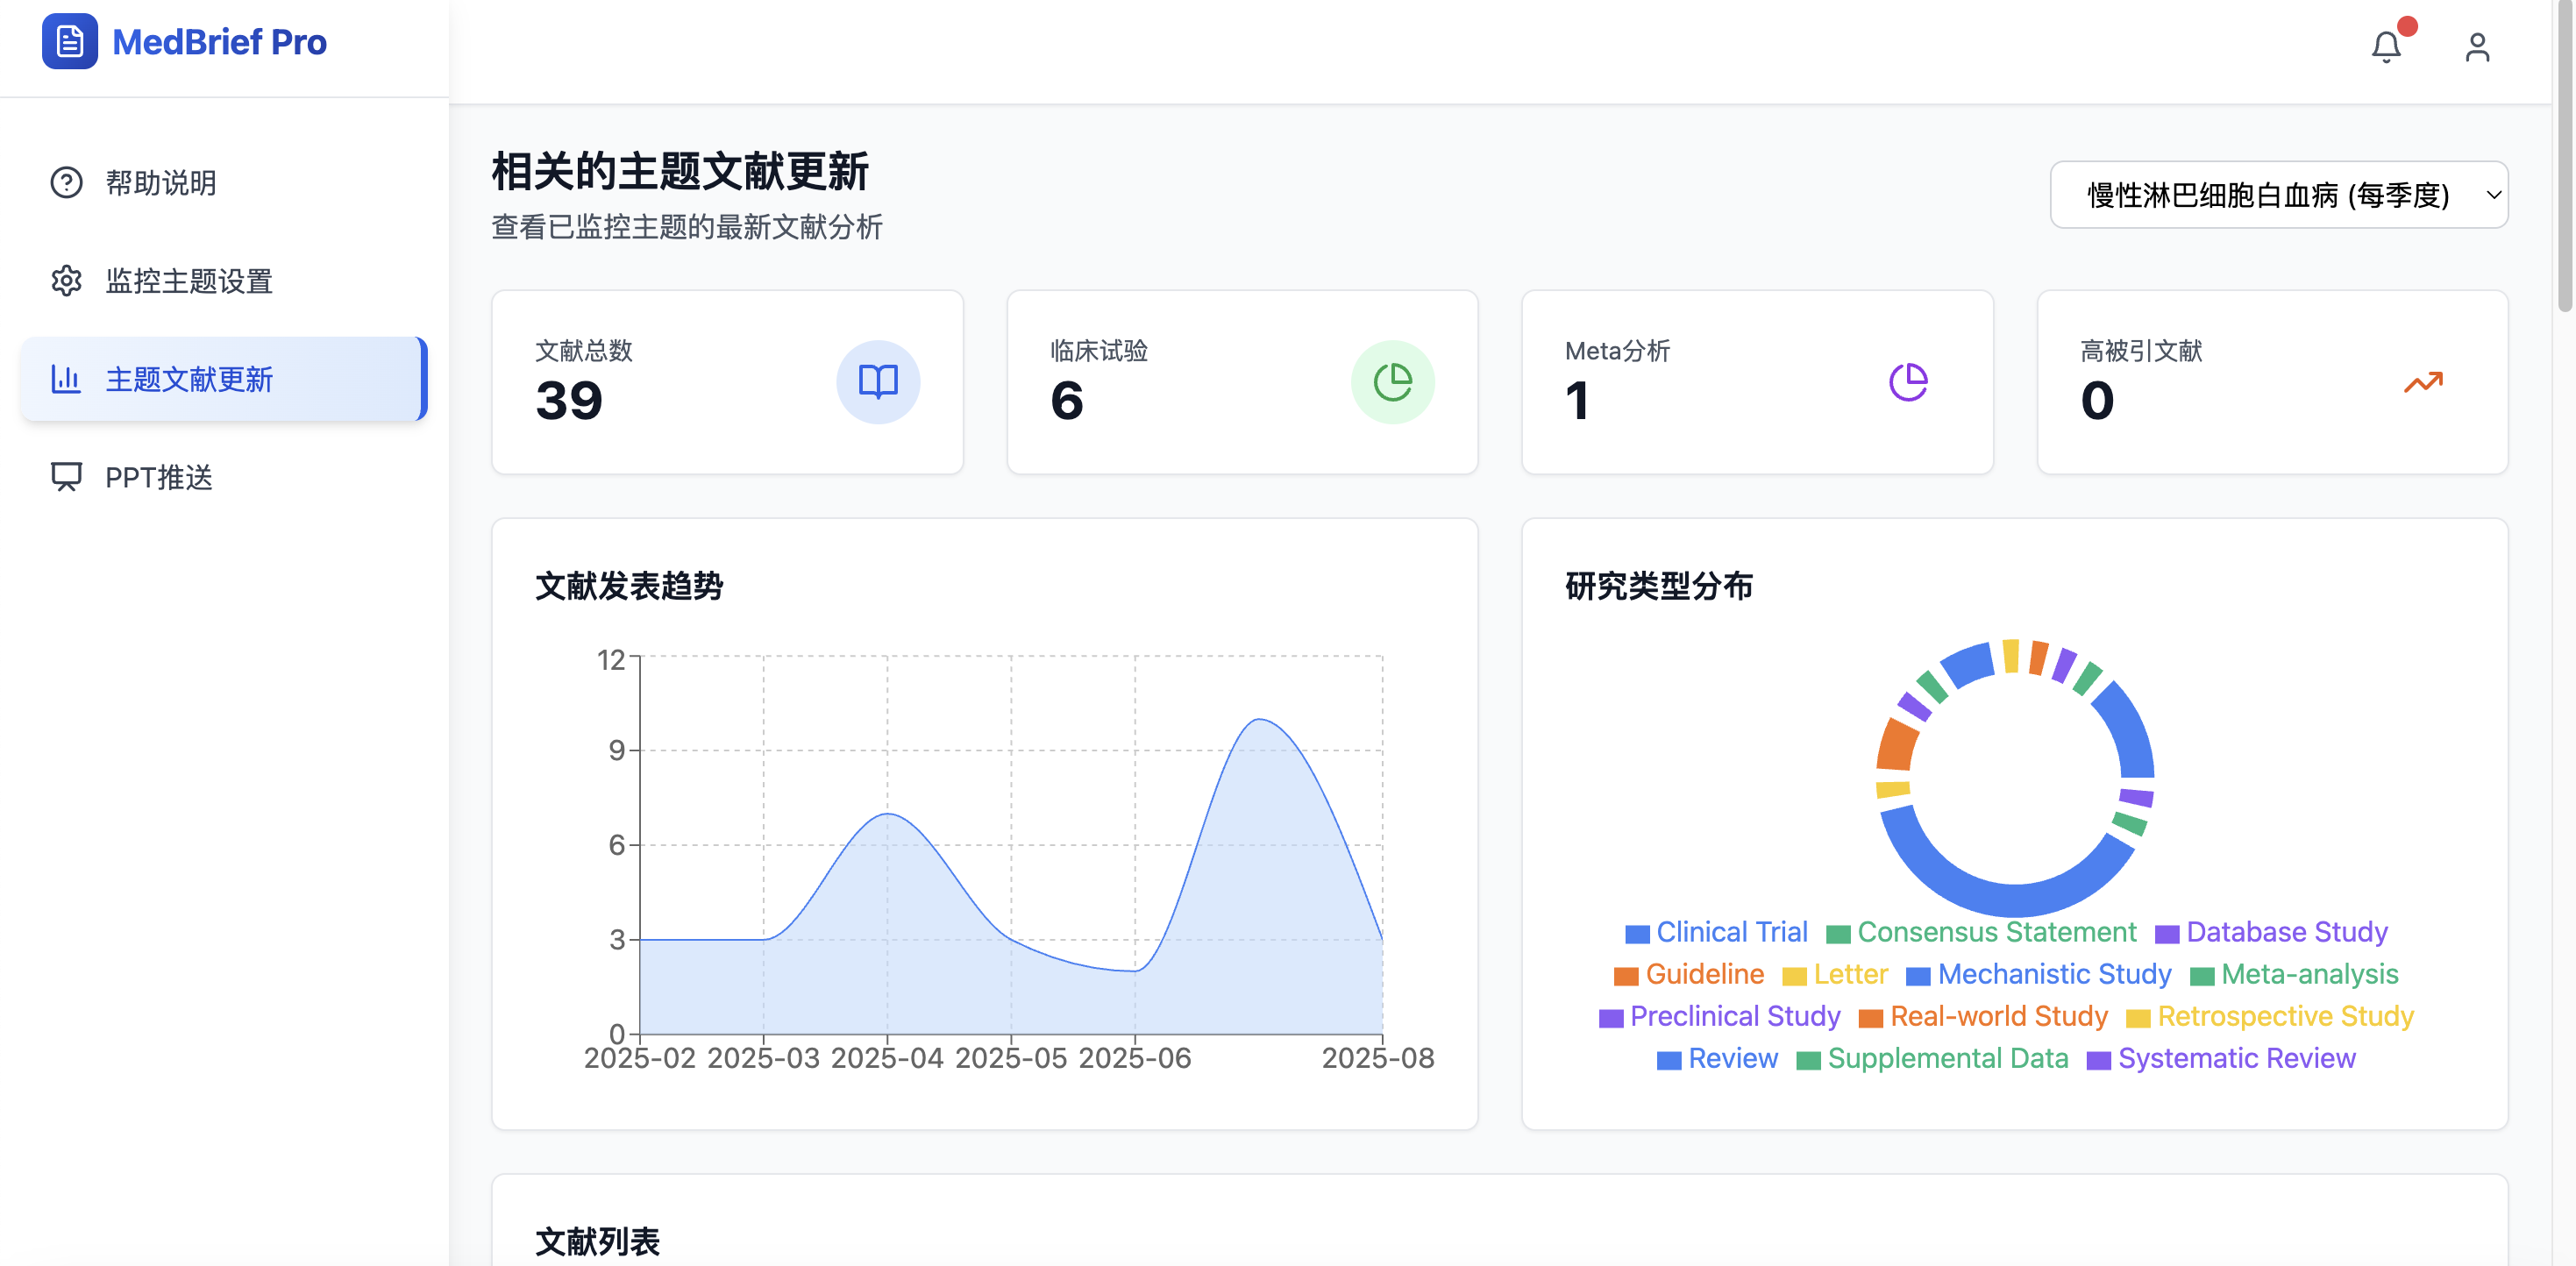 MedBrief Pro
帮助说明
监控主题设置
主题文献更新
PPT推送
相关的主题文献更新
查看已监控主题的最新文献分析
慢性淋巴细胞白血病 (每季度)
文献总数
39
临床试验
6
Meta分析
1
高被引文献
0
文献发表趋势
12
9
6
3
0
2025-02 2025-03 2025-04 2025-05 2025-06 2025-08
研究类型分布
Clinical Trial Consensus Statement Database Study
Guideline Letter Mechanistic Study Meta-analysis
Preclinical Study Real-world Study Retrospective Study
Review Supplemental Data Systematic Review
文献列表